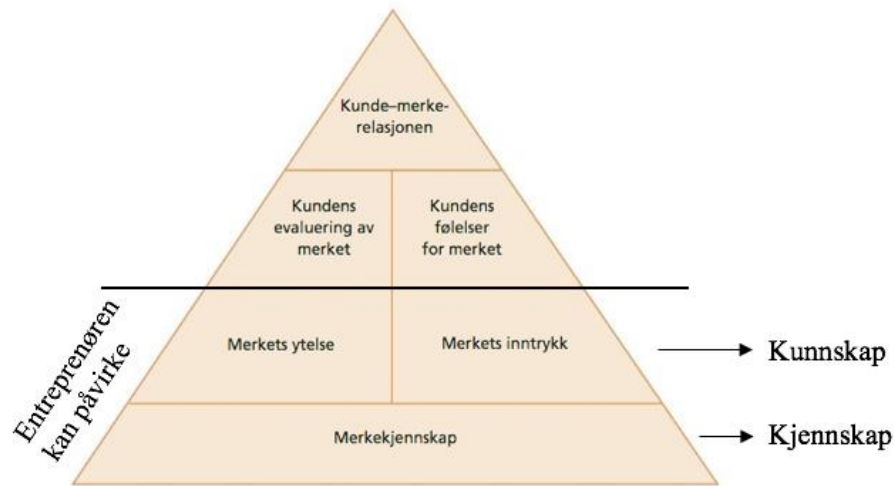 Kunde–merke-
relasjonen
Kundens
evaluering av
merket
Kundens
følelser
for merket
Entreprenøren
kan påvirke
Merkets ytelse
Merkets inntrykk
Kunnskap
Merkekjennskap
Kjennskap